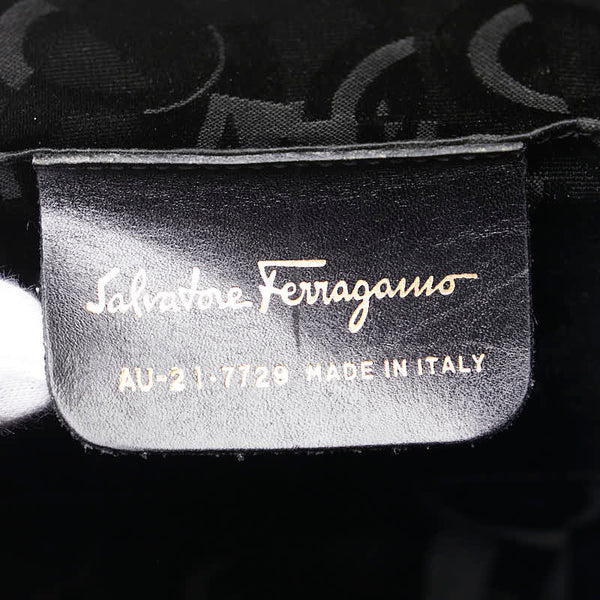 Salvatore Ferragamo
AU-21·7729 MADE IN ITALY